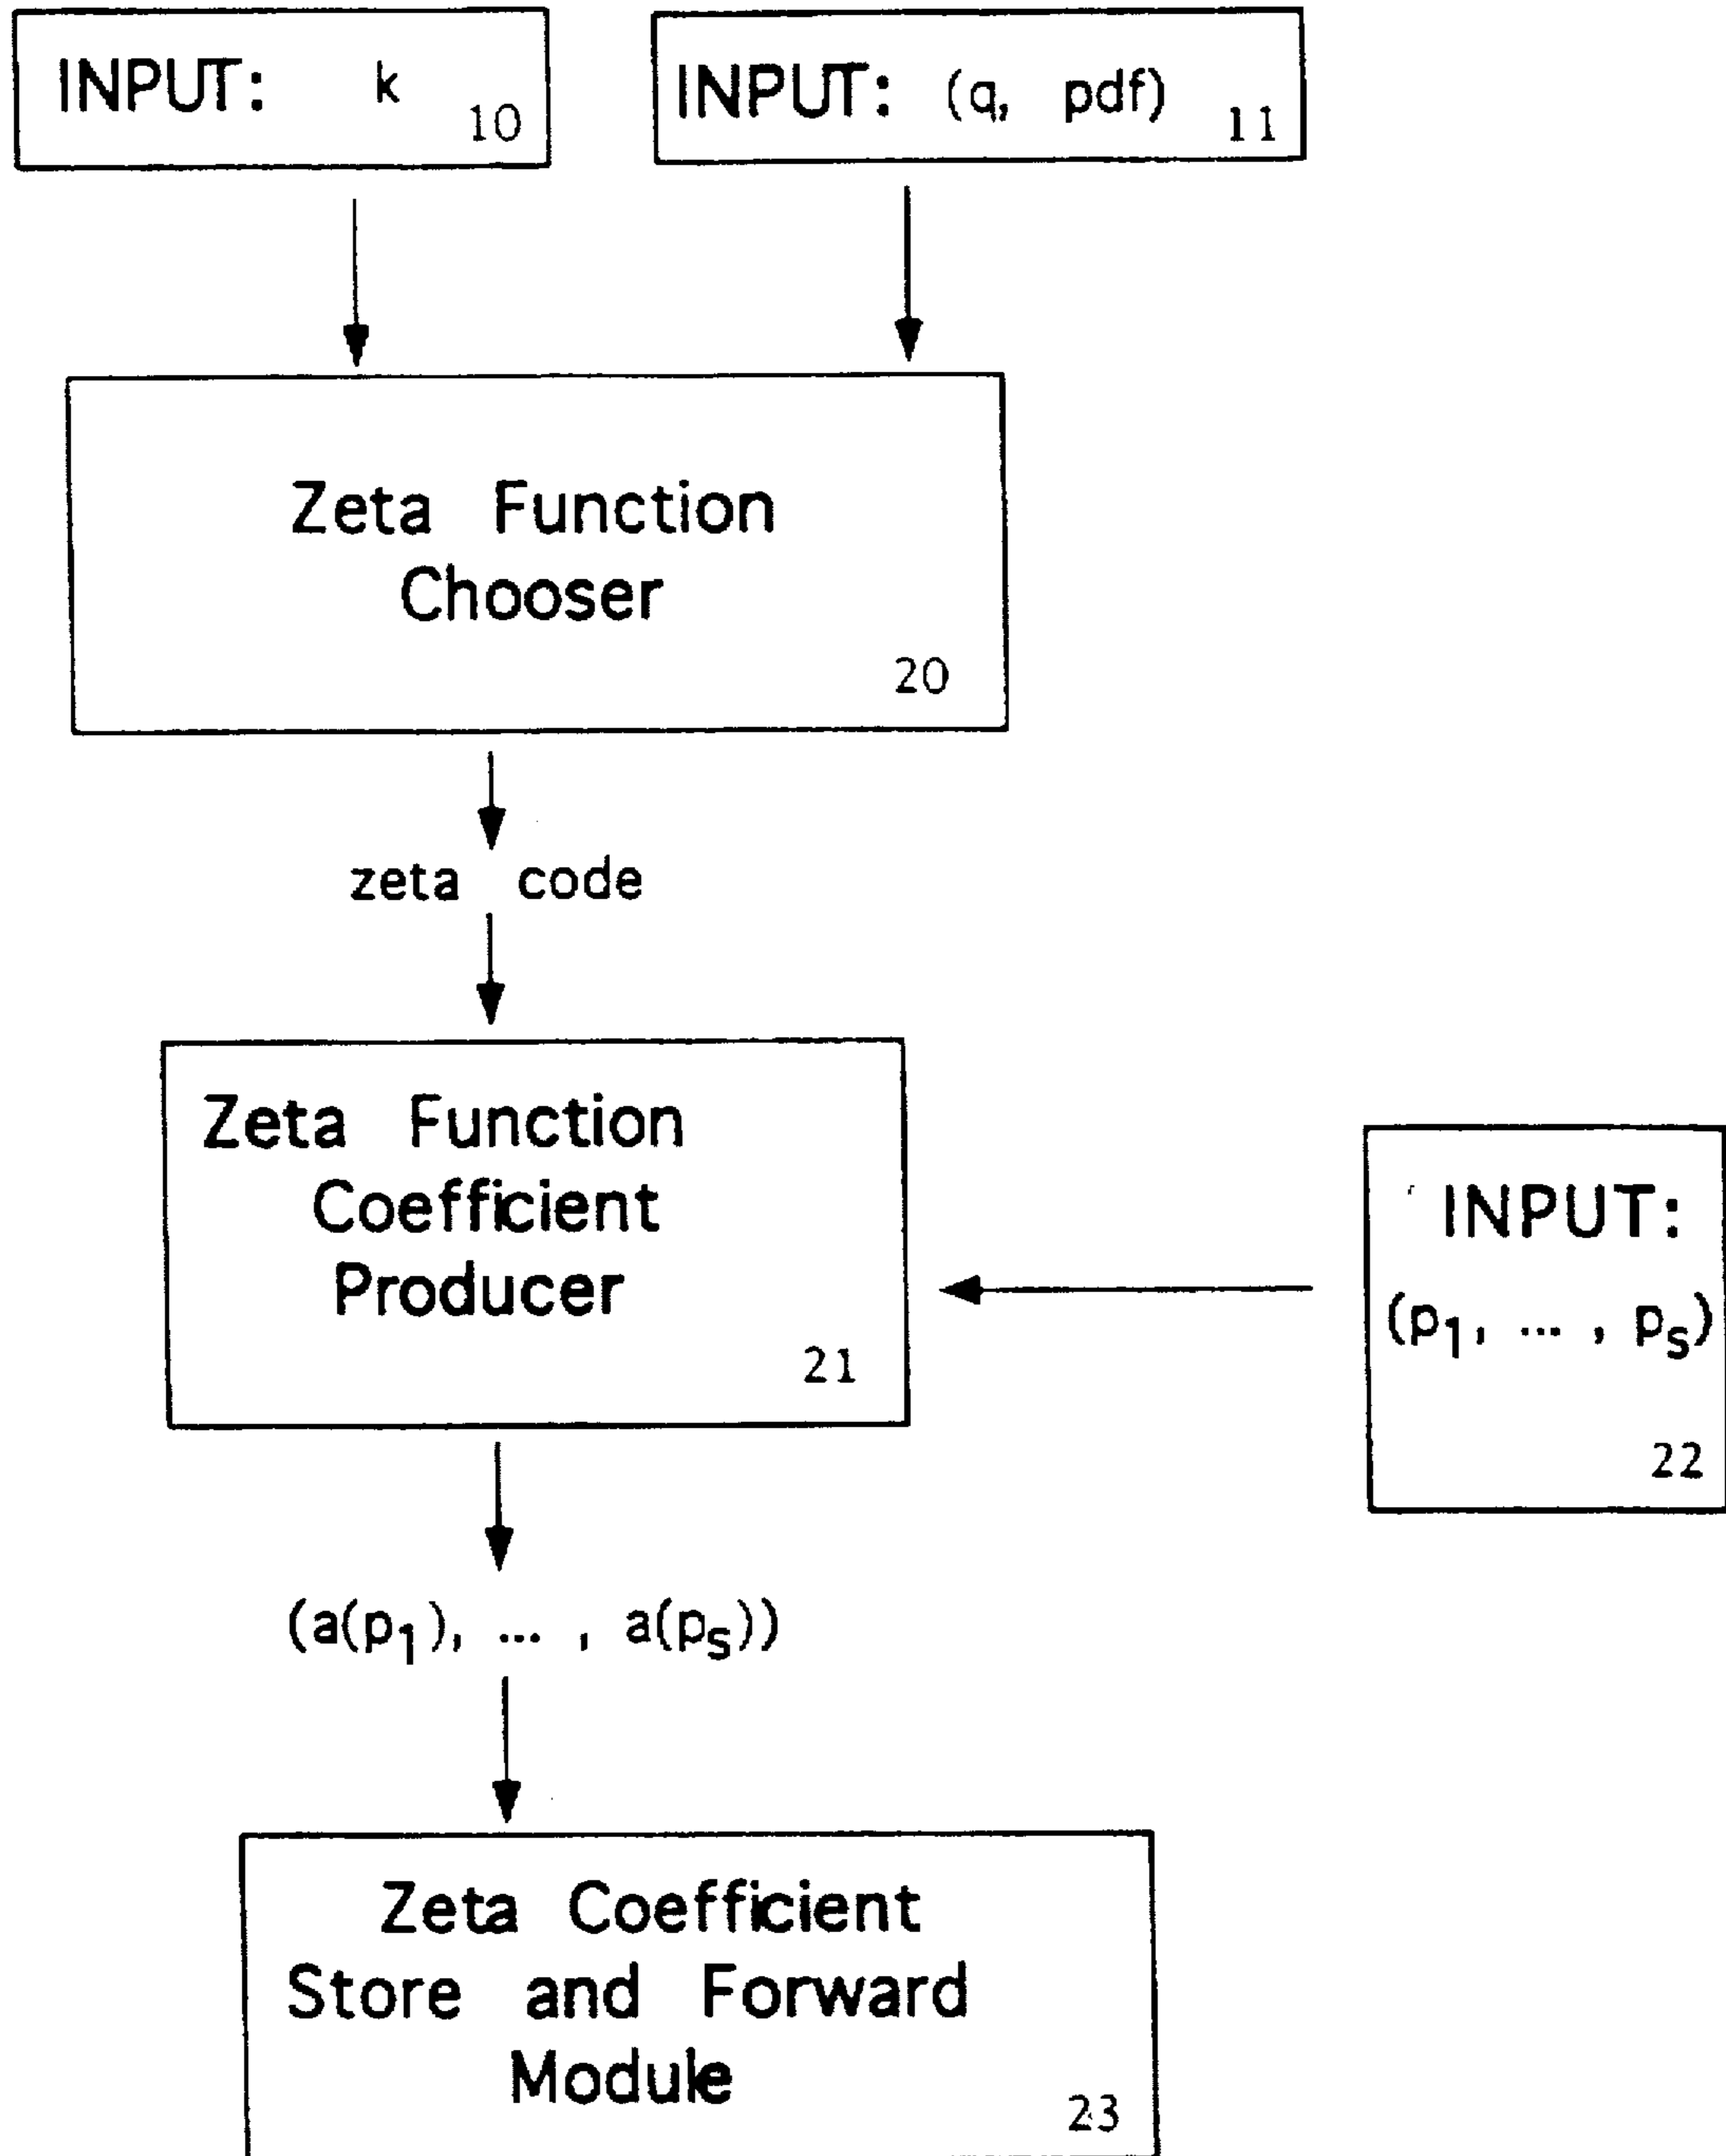 INPUT: k
10
INPUT: (q, pdf)
11
Zeta Function
Chooser
20
zeta code
Zeta Function
Coefficient
Producer
21
INPUT:
(p₁, ... , pₛ)
22
(a(p₁), ... , a(pₛ))
Zeta Coefficient
Store and Forward
Module
23